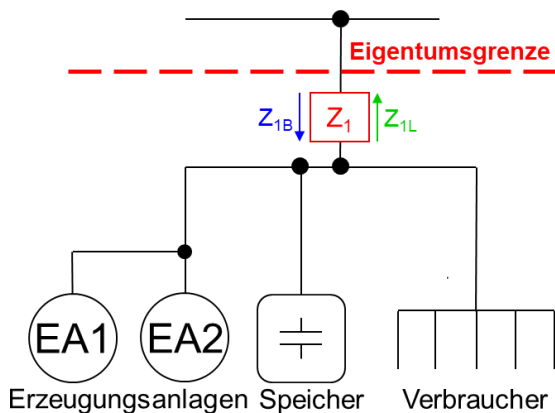 Eigentumsgrenze
Z1B Z1 Z1L
EA1 EA2
Erzeugungsanlagen Speicher Verbraucher